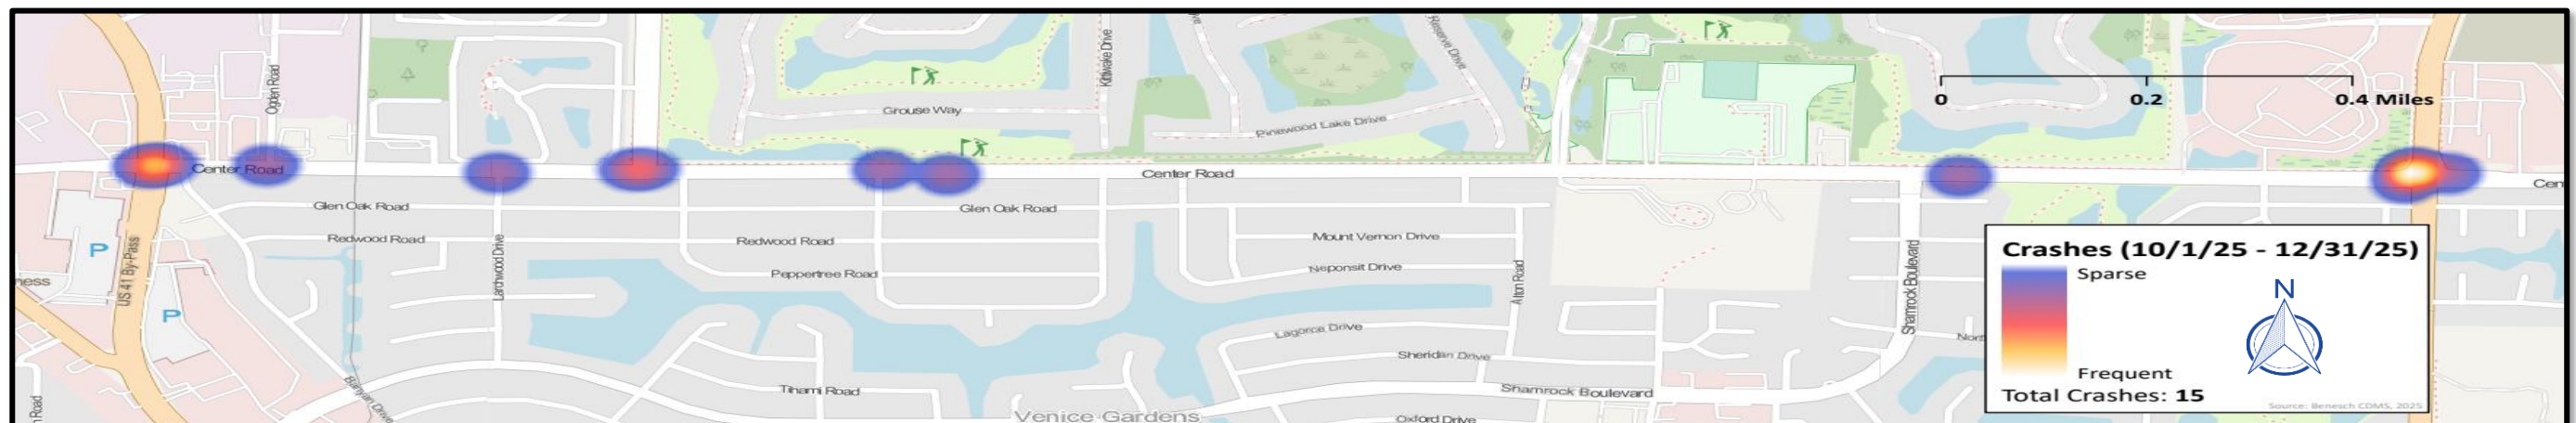 Ogden Road
Kittiwake Drive
Reserve Drive
Grouse Way
Pinewood Lake Drive
0
0.2
0.4 Miles
Center Road
Center Road
Cen
Glen Oak Road
Glen Oak Road
Redwood Road
Redwood Road
Mount Vernon Drive
Peppertree Road
Neponsit Drive
Larchwood Drive
Alton Road
Shamrock Boulevard
US 41 By-Pass
P
P
ness
Lagorce Drive
Sheridan Drive
Nort
Banyan Drive
Tihami Road
Shamrock Boulevard
Venice Gardens
Oxford Drive
Road
Crashes (10/1/25 - 12/31/25)
Sparse
N
Frequent
Total Crashes: 15
Source: Benesch CDMS, 2025